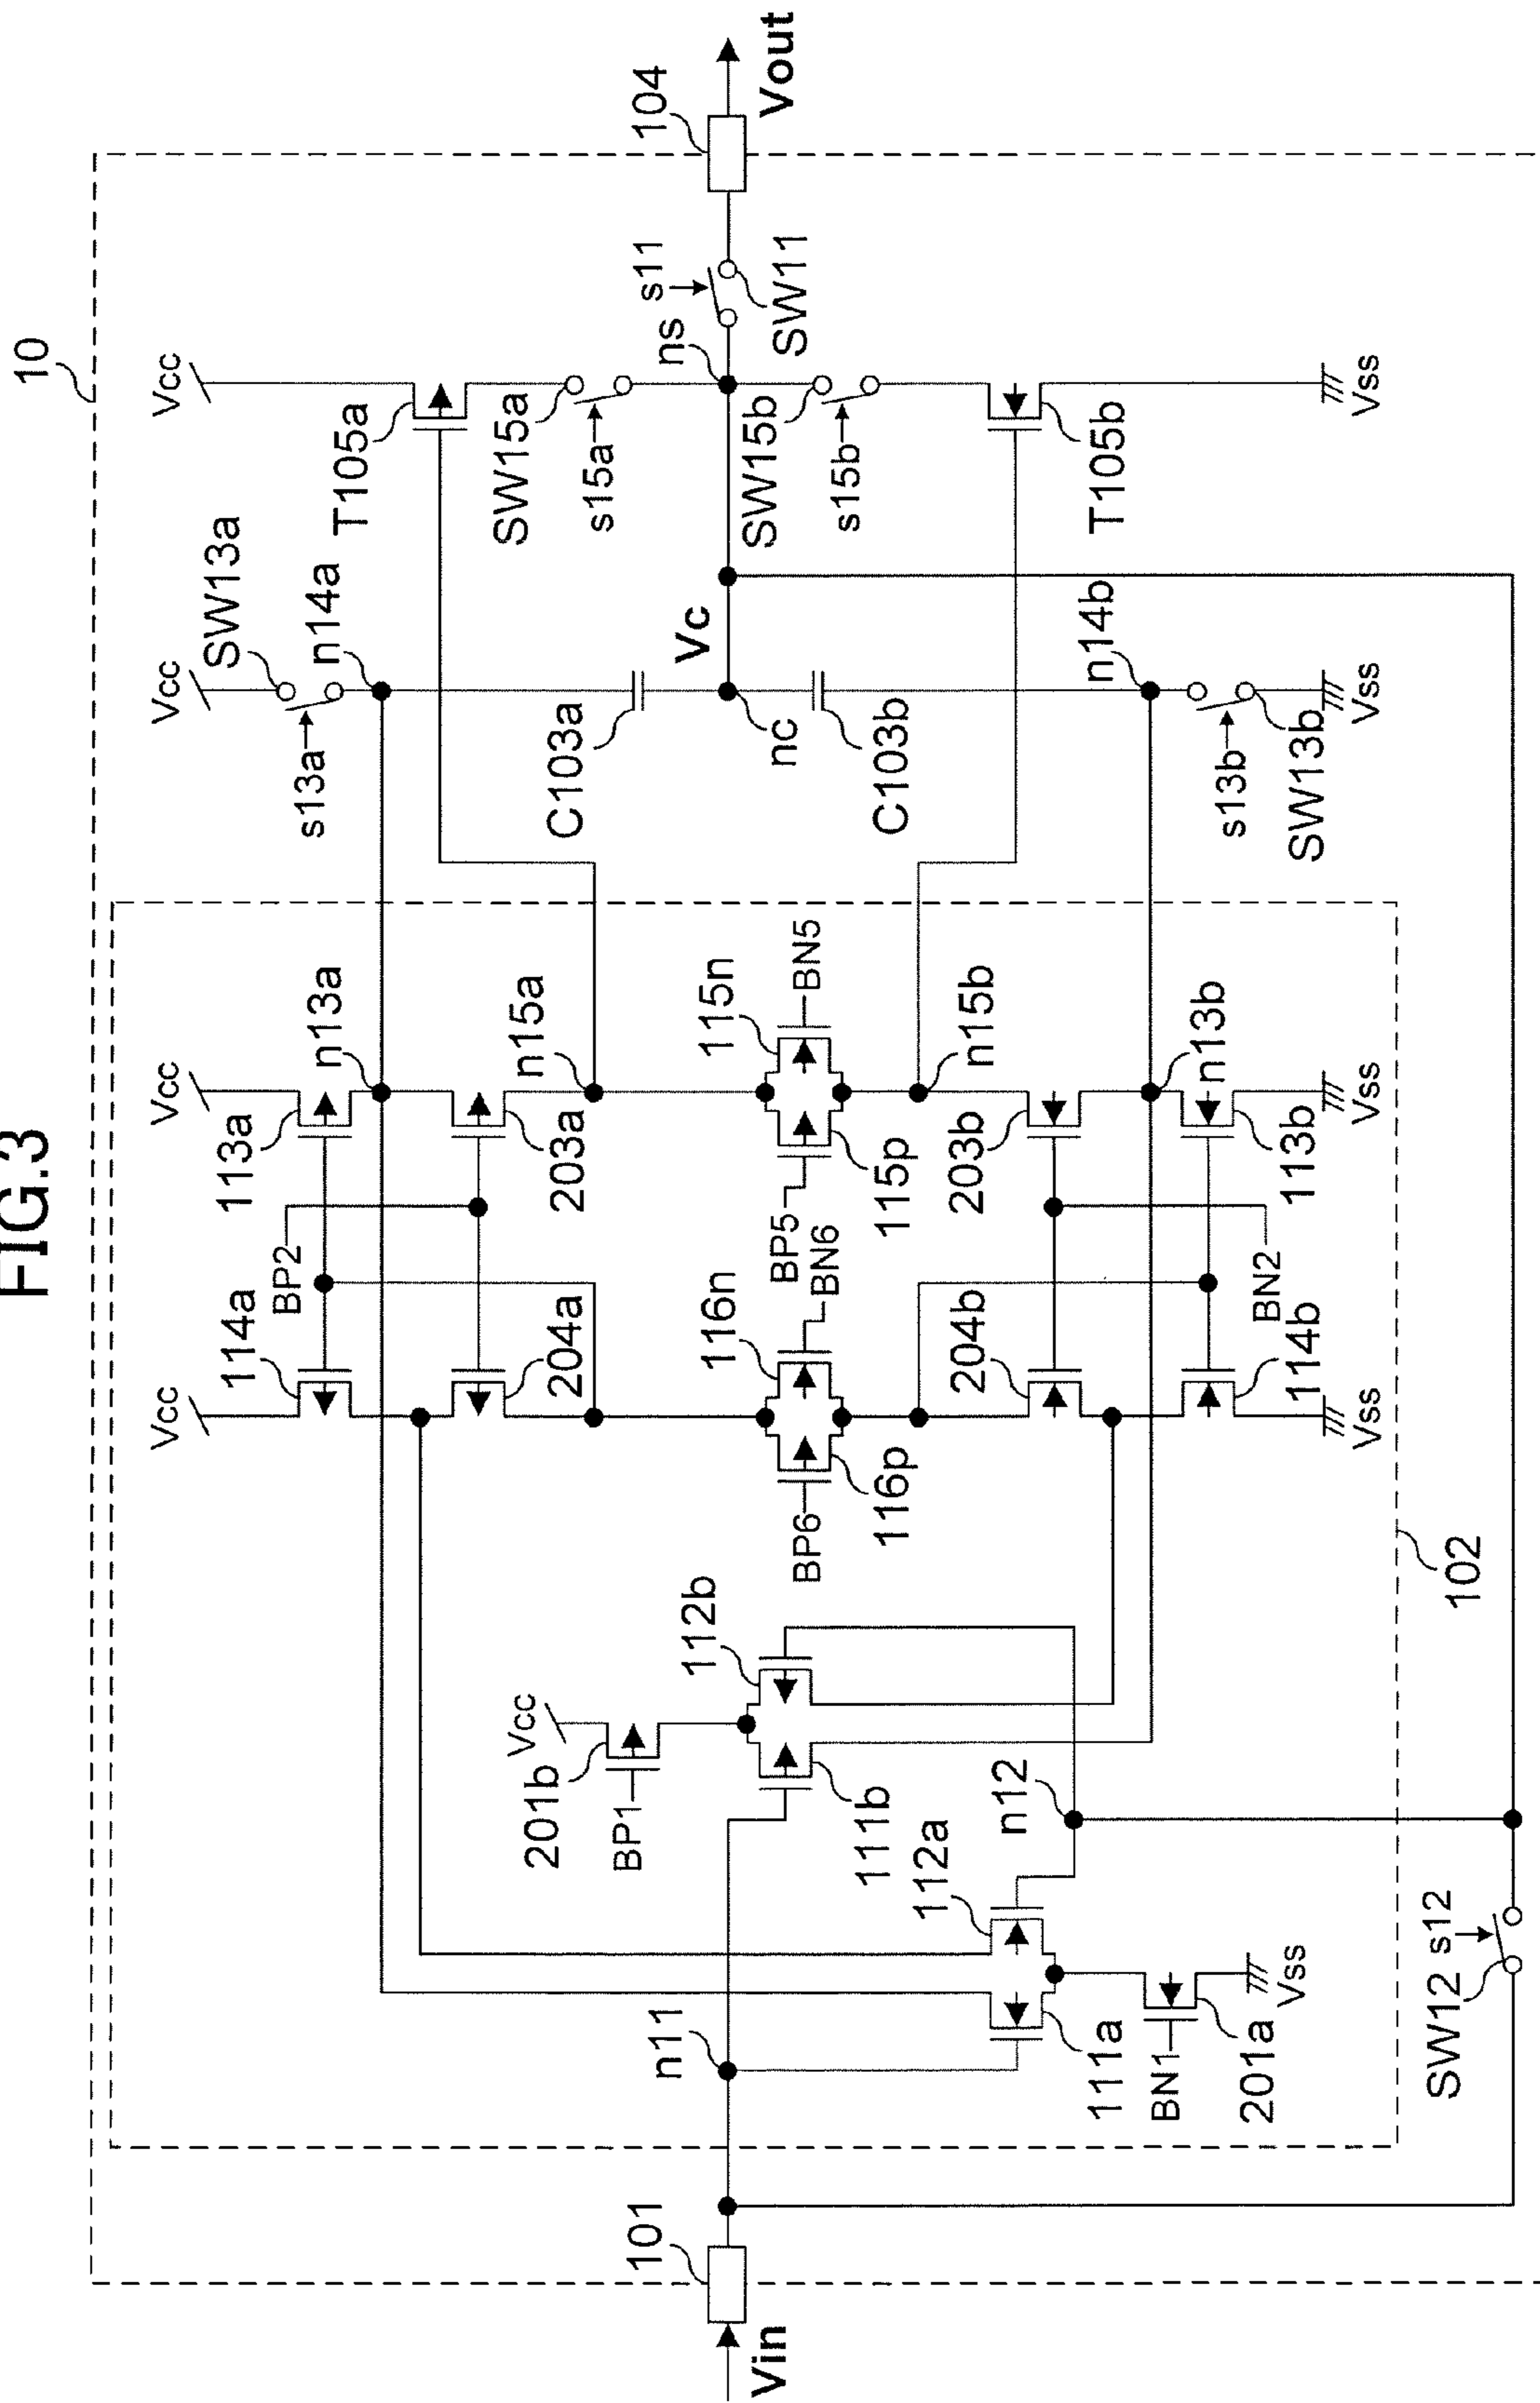 FIG.3
10
Vcc
Vcc
Vcc
Vcc
SW13a
s13a
n14a
T105a
114a
113a
n13a
BP2
204a
203a
n15a
C103a
SW15a
s15a
Vcc
201b
BP1
112b
111b
116n
BN6
BP6
116p
115n
BN5
BP5
115p
Vc
nc
ns
s11
SW11
104
Vout
Vin
101
n11
n12
112a
111a
BN1
201a
Vss
204b
203b
n15b
C103b
SW15b
s15b
n14b
T105b
114b
BN2
113b
n13b
s13b
SW13b
Vss
Vss
Vss
Vss
102
s12
SW12